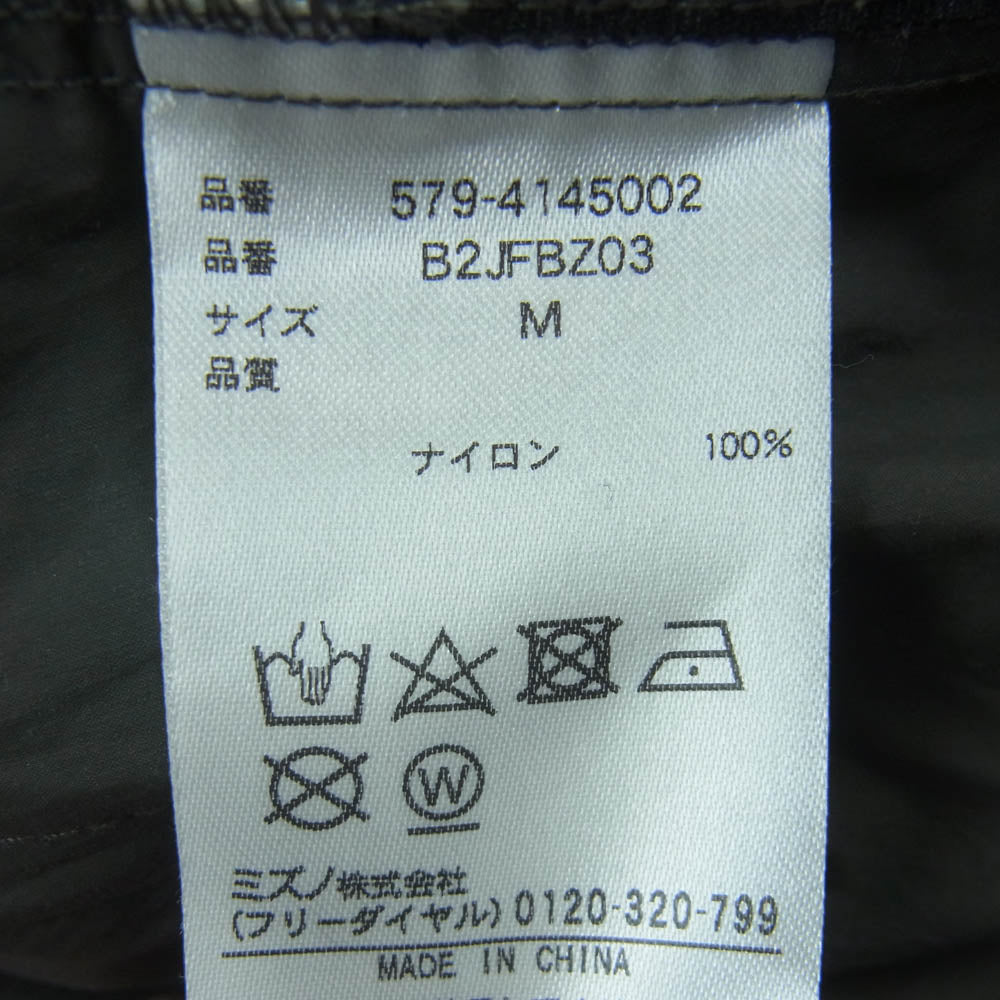 品番 579-4145002
品番 B2JFBZ03
サイズ M
品質
ナイロン 100%
W
ミズノ株式会社
(フリーダイヤル) 0120-320-799
MADE IN CHINA